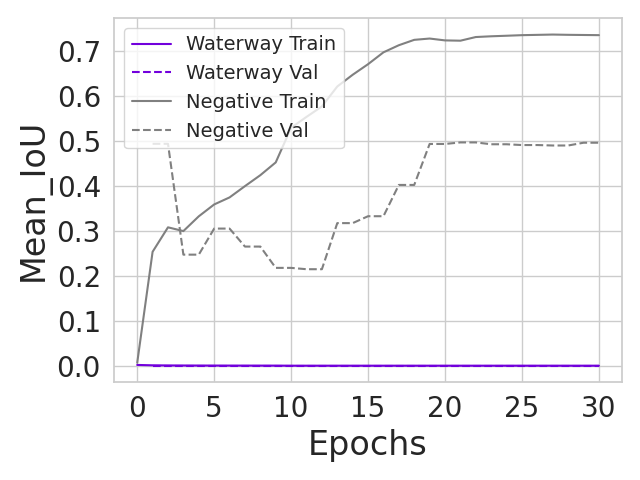 Waterway Train
Waterway Val
Negative Train
Negative Val
Mean_IoU
0.7
0.6
0.5
0.4
0.3
0.2
0.1
0.0
0 5 10 15 20 25 30
Epochs